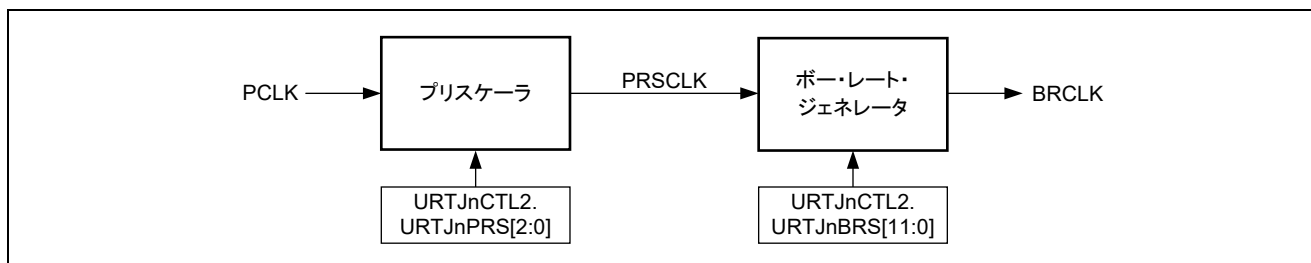 PCLK
プリスケーラ
PRSCLK
ボー・レート・
ジェネレータ
BRCLK
URTJnCTL2.
URTJnPRS[2:0]
URTJnCTL2.
URTJnBRS[11:0]